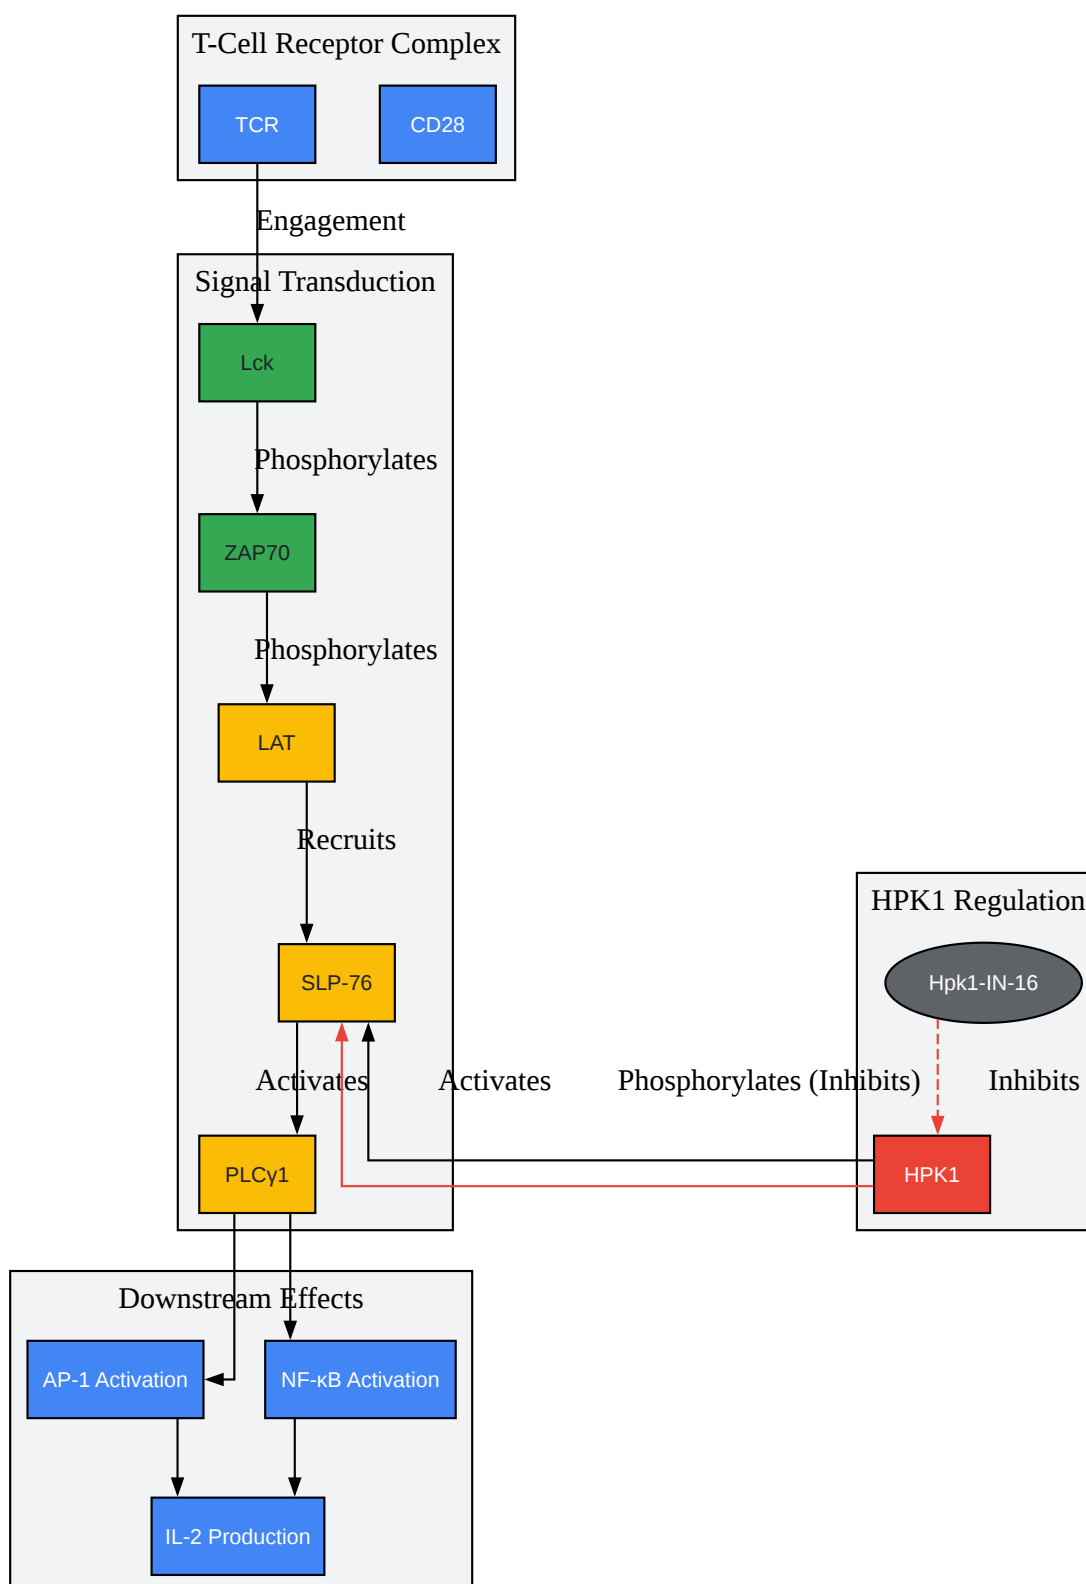 T-Cell Receptor Complex
TCR
CD28
Engagement
Signal Transduction
Lck
Phosphorylates
ZAP70
Phosphorylates
LAT
Recruits
HPK1 Regulation
SLP-76
Hpk1-IN-16
Activates
Activates
Phosphorylates (Inhibits)
Inhibits
PLCγ1
HPK1
Downstream Effects
AP-1 Activation
NF-κB Activation
IL-2 Production